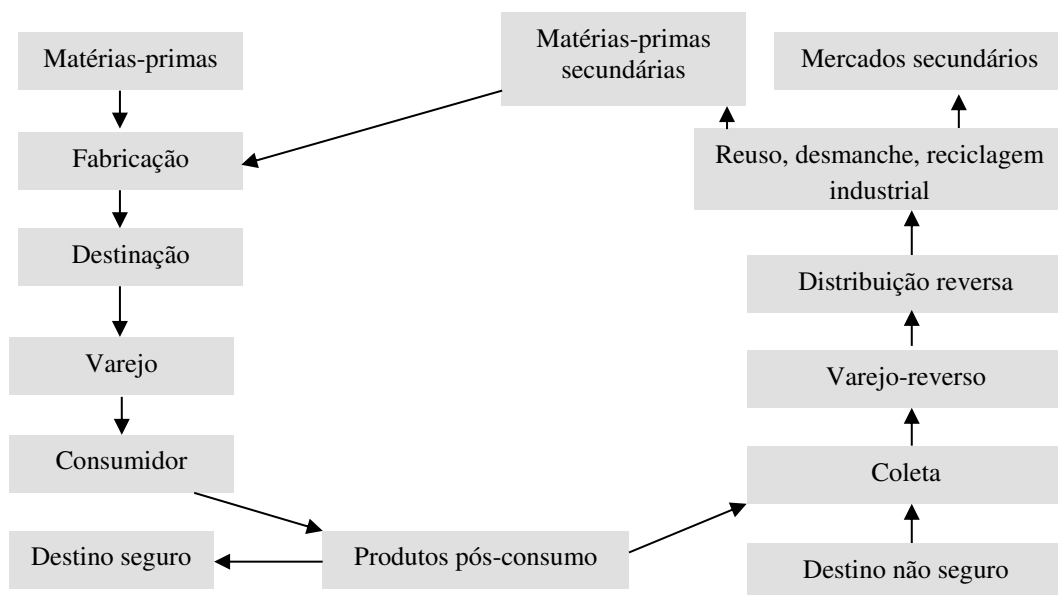 Matérias-primas
Matérias-primas
secundárias
Mercados secundários
Fabricação
Reuso, desmanche, reciclagem
industrial
Destinação
Distribuição reversa
Varejo
Varejo-reverso
Consumidor
Coleta
Destino seguro
Produtos pós-consumo
Destino não seguro